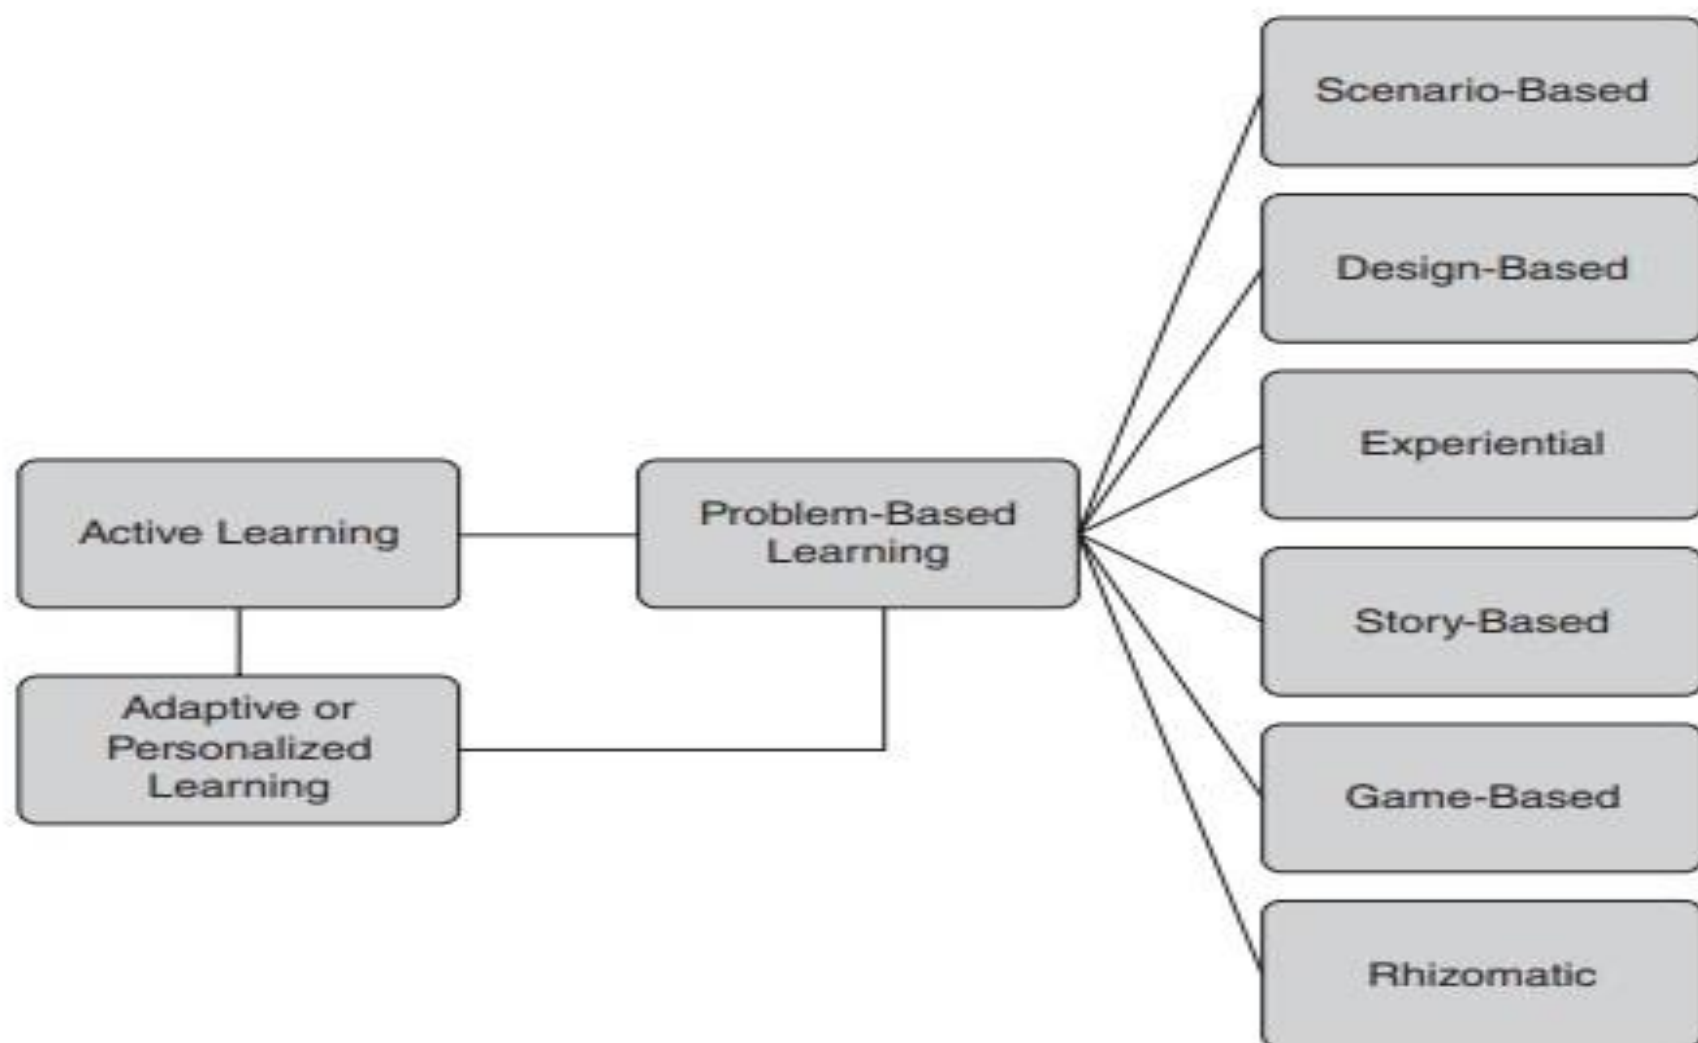 Scenario-Based
Design-Based
Experiential
Active Learning
Problem-Based
Learning
Story-Based
Adaptive or
Personalized
Learning
Game-Based
Rhizomatic